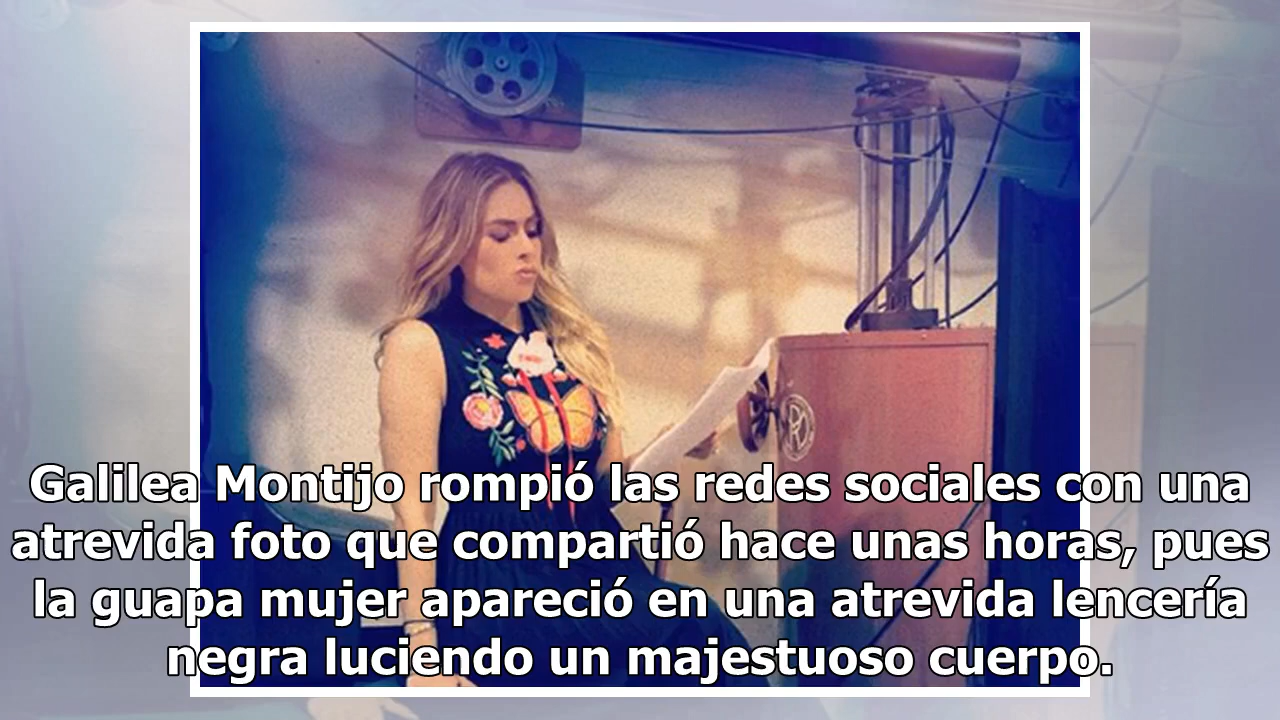 Galilea Montijo rompió las redes sociales con una
atrevida foto que compartió hace unas horas, pues
la guapa mujer apareció en una atrevida lencería
negra luciendo un majestuoso cuerpo.